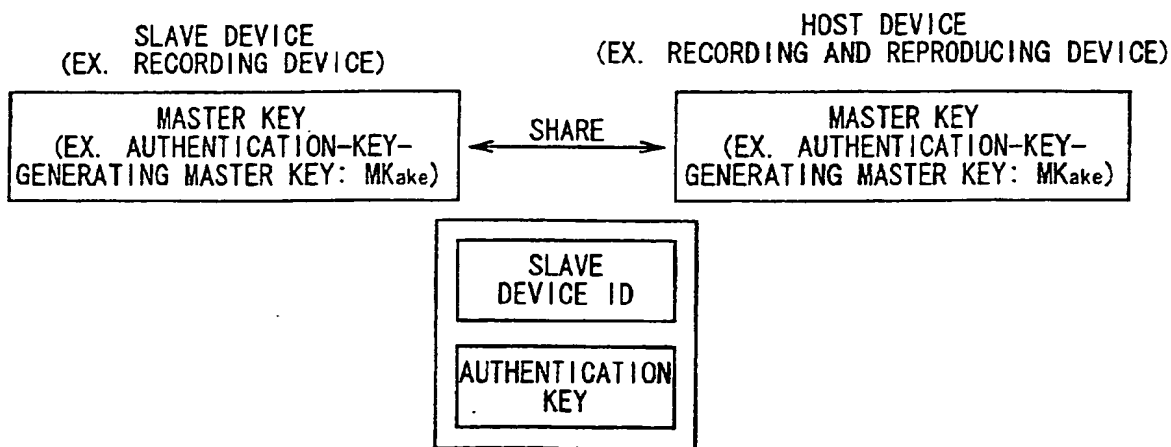 SLAVE DEVICE
(EX. RECORDING DEVICE)
HOST DEVICE
(EX. RECORDING AND REPRODUCING DEVICE)
MASTER KEY
(EX. AUTHENTICATION-KEY-
GENERATING MASTER KEY: MKake)
SHARE
MASTER KEY
(EX. AUTHENTICATION-KEY-
GENERATING MASTER KEY: MKake)
SLAVE
DEVICE ID
AUTHENTICATION
KEY